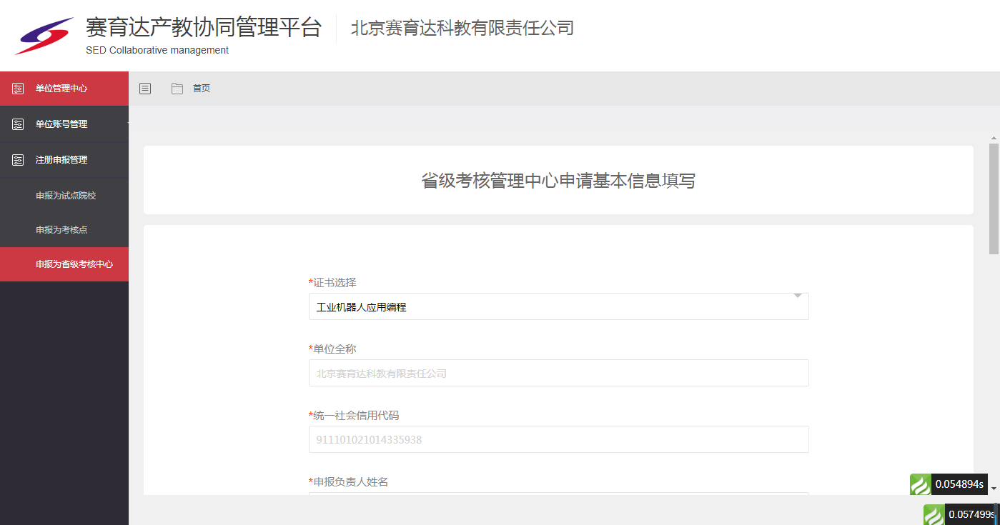 赛育达产教协同管理平台
北京赛育达科教有限责任公司
SED Collaborative management
单位管理中心
首页
单位账号管理
注册申报管理
申报为试点院校
申报为考核点
申报为省级考核中心
省级考核管理中心申请基本信息填写
*证书选择
工业机器人应用编程
*单位全称
北京赛育达科教有限责任公司
*统一社会信用代码
911101021014335938
*申报负责人姓名
0.054894s
0.057499s